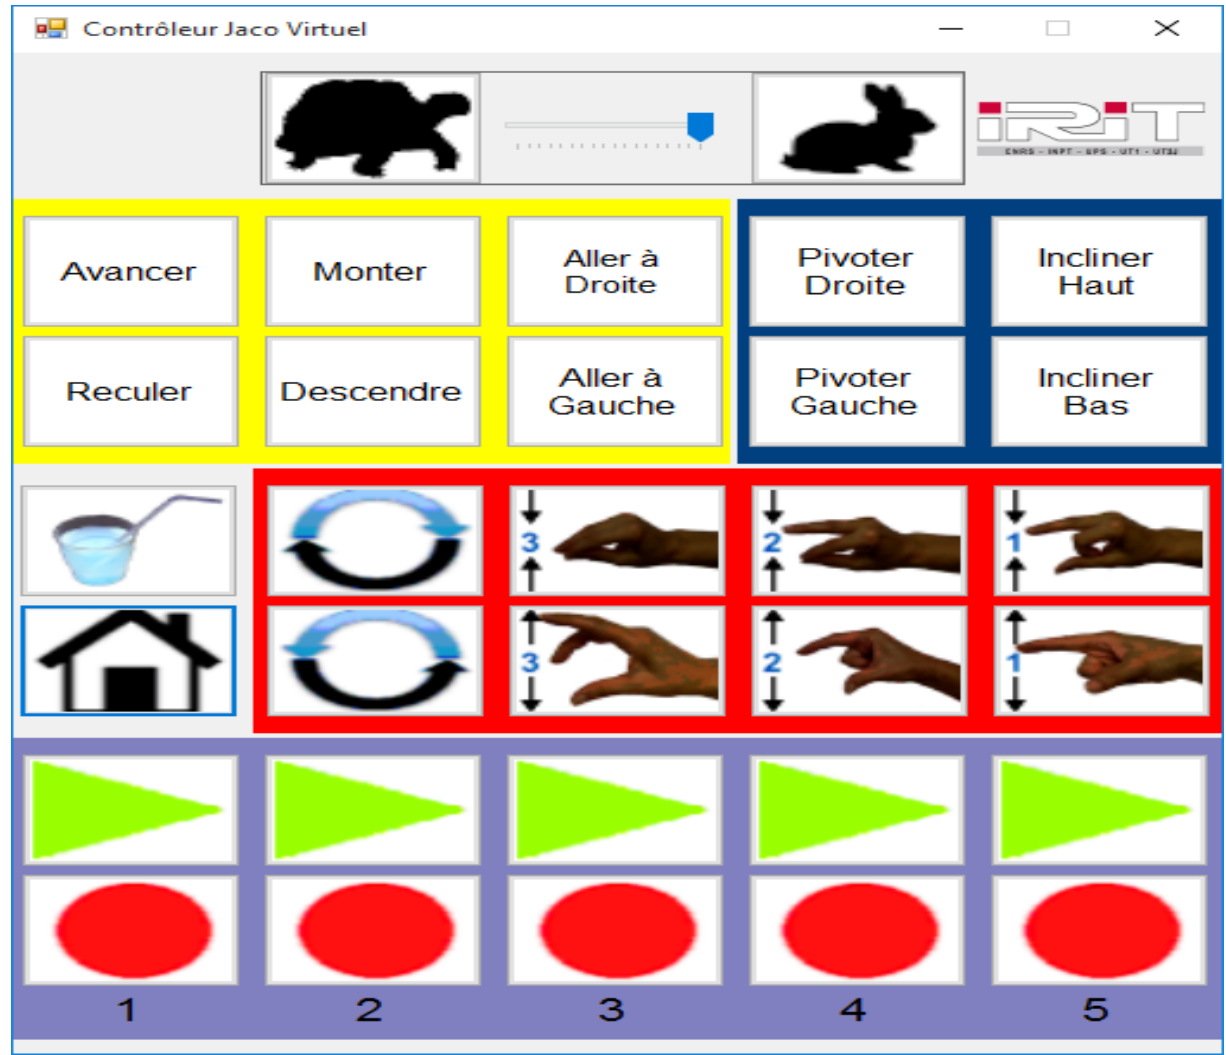 Contrôleur Jaco Virtuel
iRiT
CNRS - INPT - UPS - UT1 - UT2J
Avancer
Monter
Aller à
Droite
Pivoter
Droite
Incliner
Haut
Reculer
Descendre
Aller à
Gauche
Pivoter
Gauche
Incliner
Bas
3
2
1
3
2
1
1
2
3
4
5